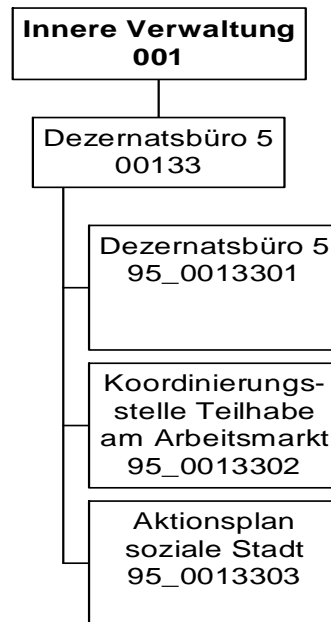 Innere Verwaltung
001
Dezernatsbüro 5
00133
Dezernatsbüro 5
95_0013301
Koordinierungs-
stelle Teilhabe
am Arbeitsmarkt
95_0013302
Aktionsplan
soziale Stadt
95_0013303